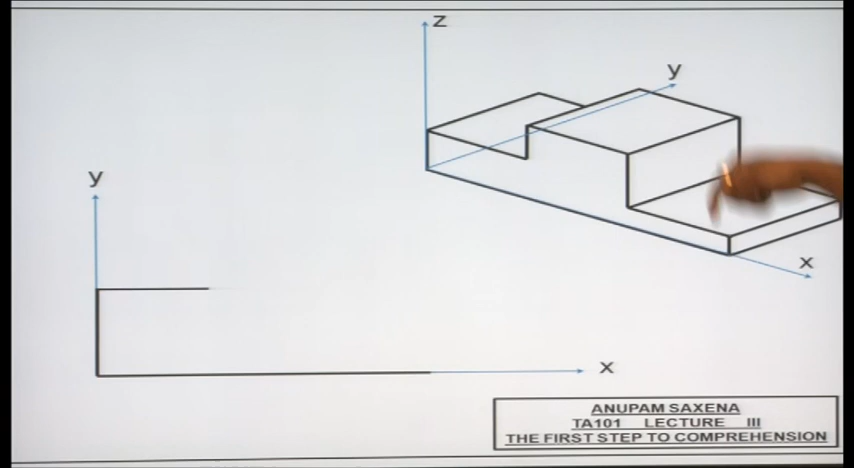 z
y
x
y
x
ANUPAM SAXENA
TA101 LECTURE III
THE FIRST STEP TO COMPREHENSION